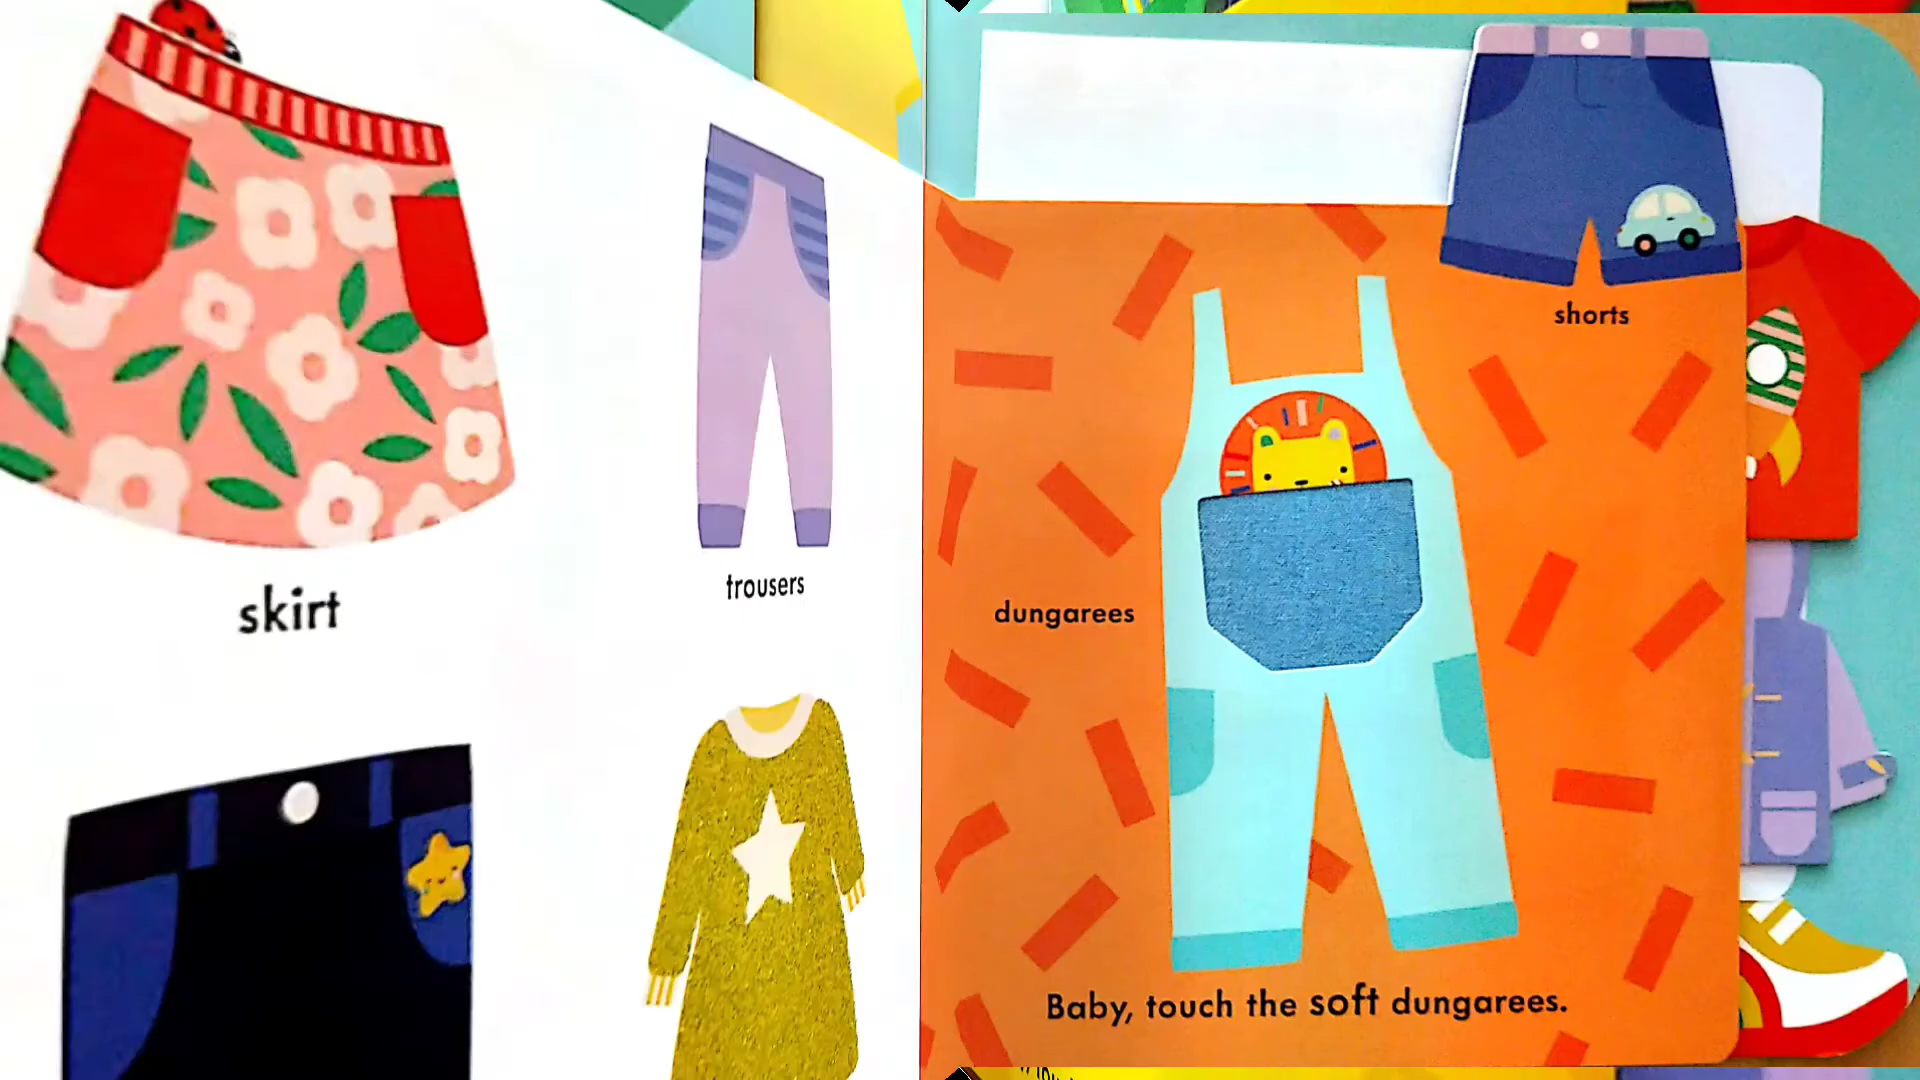 skirt
trousers
shorts
dungarees
Baby, touch the soft dungarees.